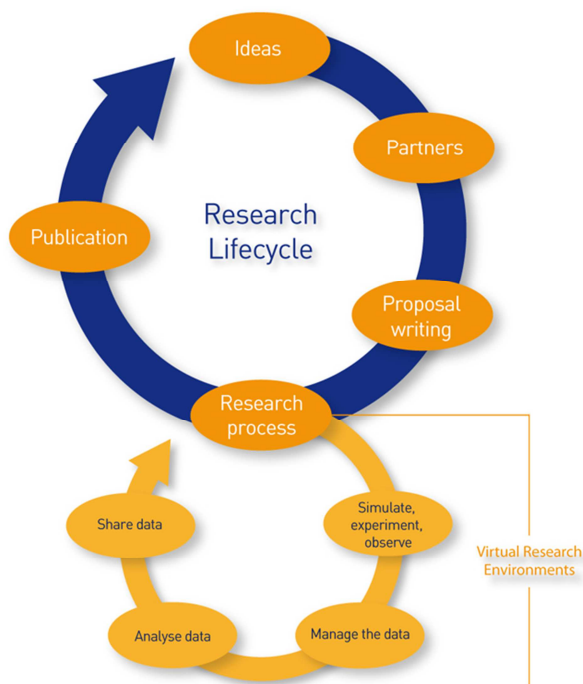 Ideas
Partners
Research
Lifecycle
Publication
Proposal
writing
Research
process
Share data
Simulate,
experiment,
observe
Virtual Research
Environments
Analyse data
Manage the data